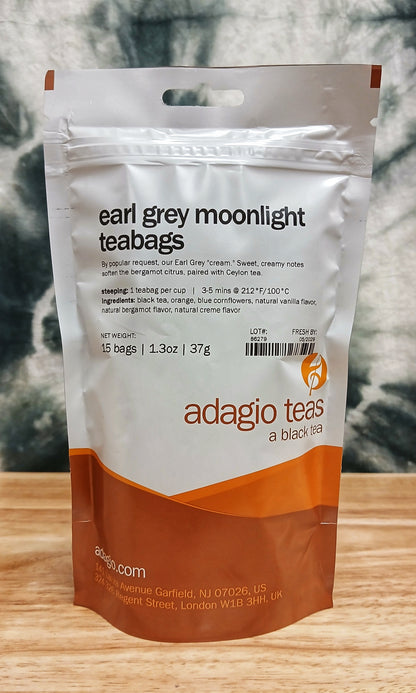 earl grey moonlight
teabags
By popular request, our Earl Grey "cream." Sweet, creamy notes
soften the bergamot citrus, paired with Ceylon tea.
steeping: 1 teabag per cup | 3-5 mins @ 212°F/100°C
ingredients: black tea, orange, blue cornflowers, natural vanilla flavor,
natural bergamot flavor, natural creme flavor
NET WEIGHT:
15 bags | 1.3oz | 37g
LOT#: FRESH BY:
86279 05/2029
adagio teas
a black tea
adagio.com
Avenue Garfield, NJ 07026, US
Regent Street, London W1B 3HH, UK